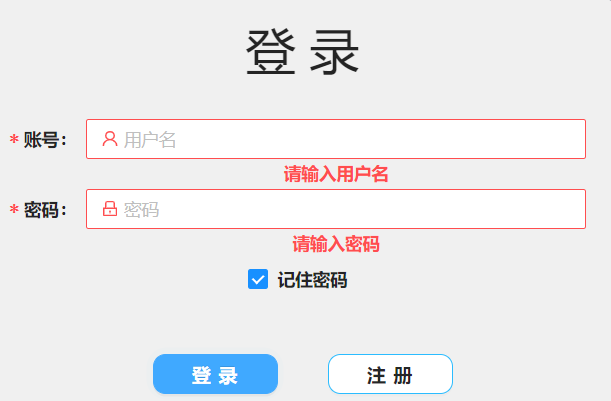 登录
* 账号：
用户名
请输入用户名
* 密码：
密码
请输入密码
记住密码
登 录
注 册